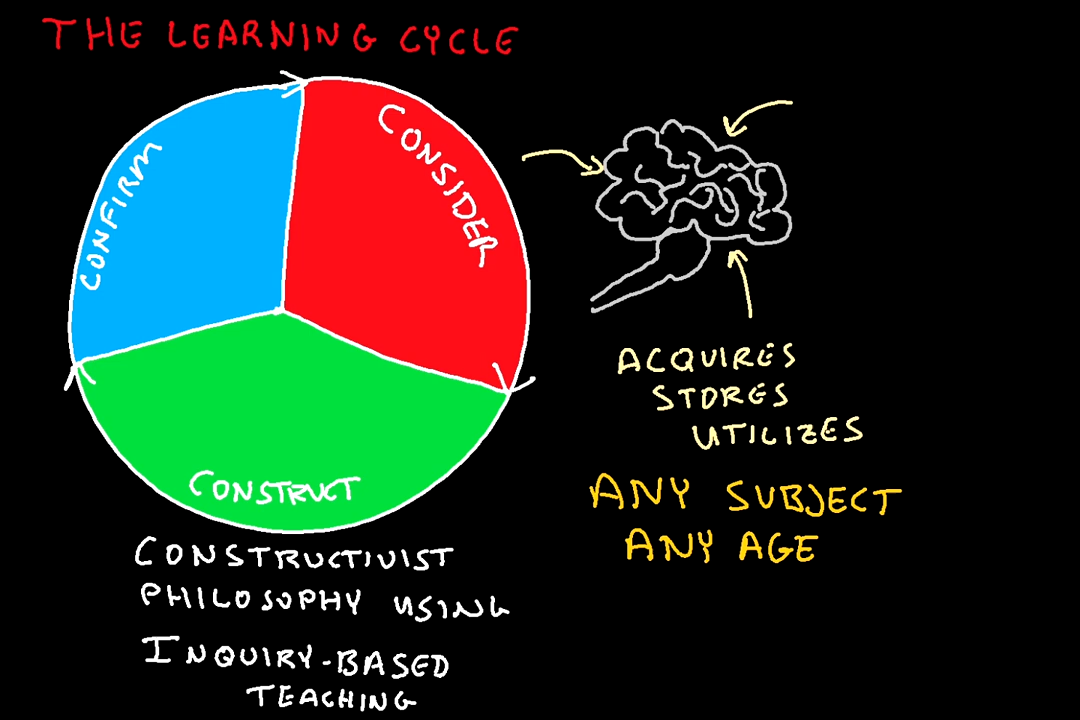 THE LEARNING CYCLE
CONFIRM
CONSIDER
CONSTRUCT
ACQUIRES
STORES
UTILIZES
ANY SUBJECT
ANY AGE
CONSTRUCTIVIST
PHILOSOPHY USING
INQUIRY-BASED
TEACHING